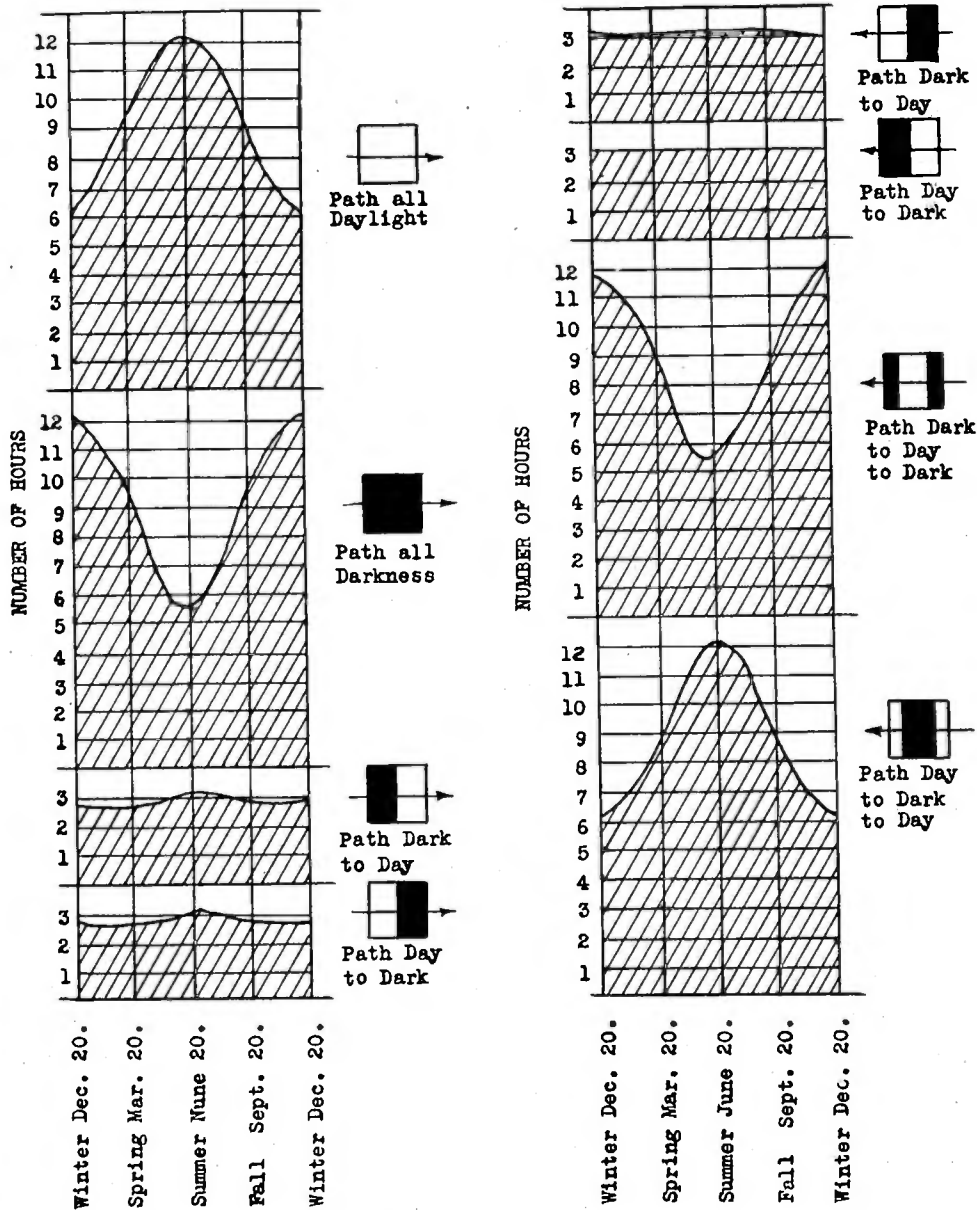 NUMBER OF HOURS
12
11
10
9
8
7
6
5
4
3
2
1
Path all
Daylight
12
11
10
9
8
7
6
5
4
3
2
1
Path all
Darkness
3
2
1
Path Dark
to Day
3
2
1
Path Day
to Dark
Winter Dec. 20.
Spring Mar. 20.
Summer Nune 20.
Fall Sept. 20.
Winter Dec. 20.
NUMBER OF HOURS
3
2
1
Path Dark
to Day
3
2
1
Path Day
to Dark
12
11
10
9
8
7
6
5
4
3
2
1
Path Dark
to Day
to Dark
12
11
10
9
8
7
6
5
4
3
2
1
Path Day
to Dark
to Day
Winter Dec. 20.
Spring Mar. 20.
Summer June 20.
Fall Sept. 20.
Winter Dec. 20.